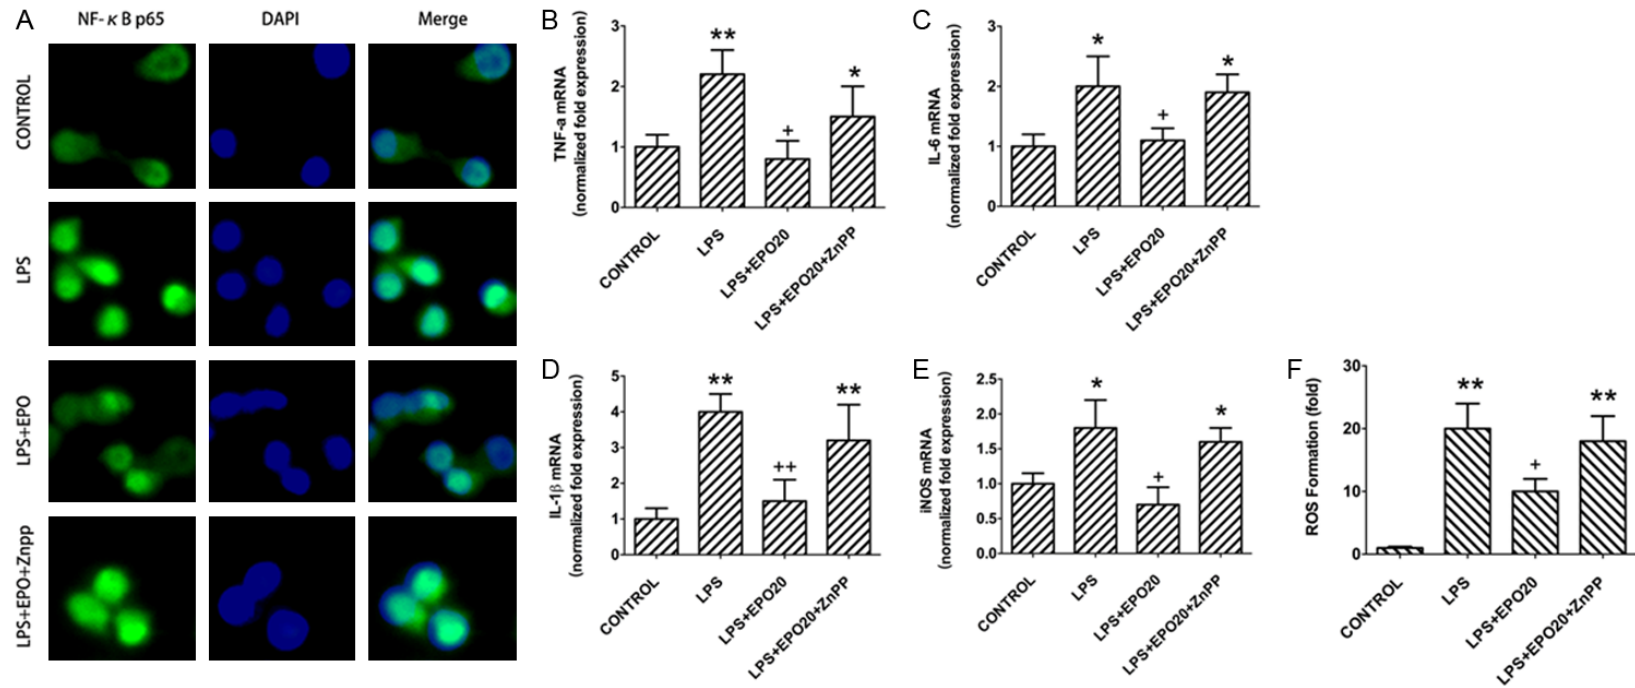 A
NF-κB p65
DAPI
Merge
CONTROL
LPS
LPS+EPO
LPS+EPO+Znpp
B
TNF-a mRNA
(normalized fold expression)
3
2
1
0
**
+
*
CONTROL
LPS
LPS+EPO20
LPS+EPO20+ZnPP
C
IL-6 mRNA
(normalized fold expression)
3
2
1
0
*
+
*
CONTROL
LPS
LPS+EPO20
LPS+EPO20+ZnPP
D
IL-1β mRNA
(normalized fold expression)
5
4
3
2
1
0
**
++
**
CONTROL
LPS
LPS+EPO20
LPS+EPO20+ZnPP
E
iNOS mRNA
(normalized fold expression)
2.5
2.0
1.5
1.0
0.5
0.0
*
+
*
CONTROL
LPS
LPS+EPO20
LPS+EPO20+ZnPP
F
ROS Formation (fold)
30
20
10
0
**
+
**
CONTROL
LPS
LPS+EPO20
LPS+EPO20+ZnPP